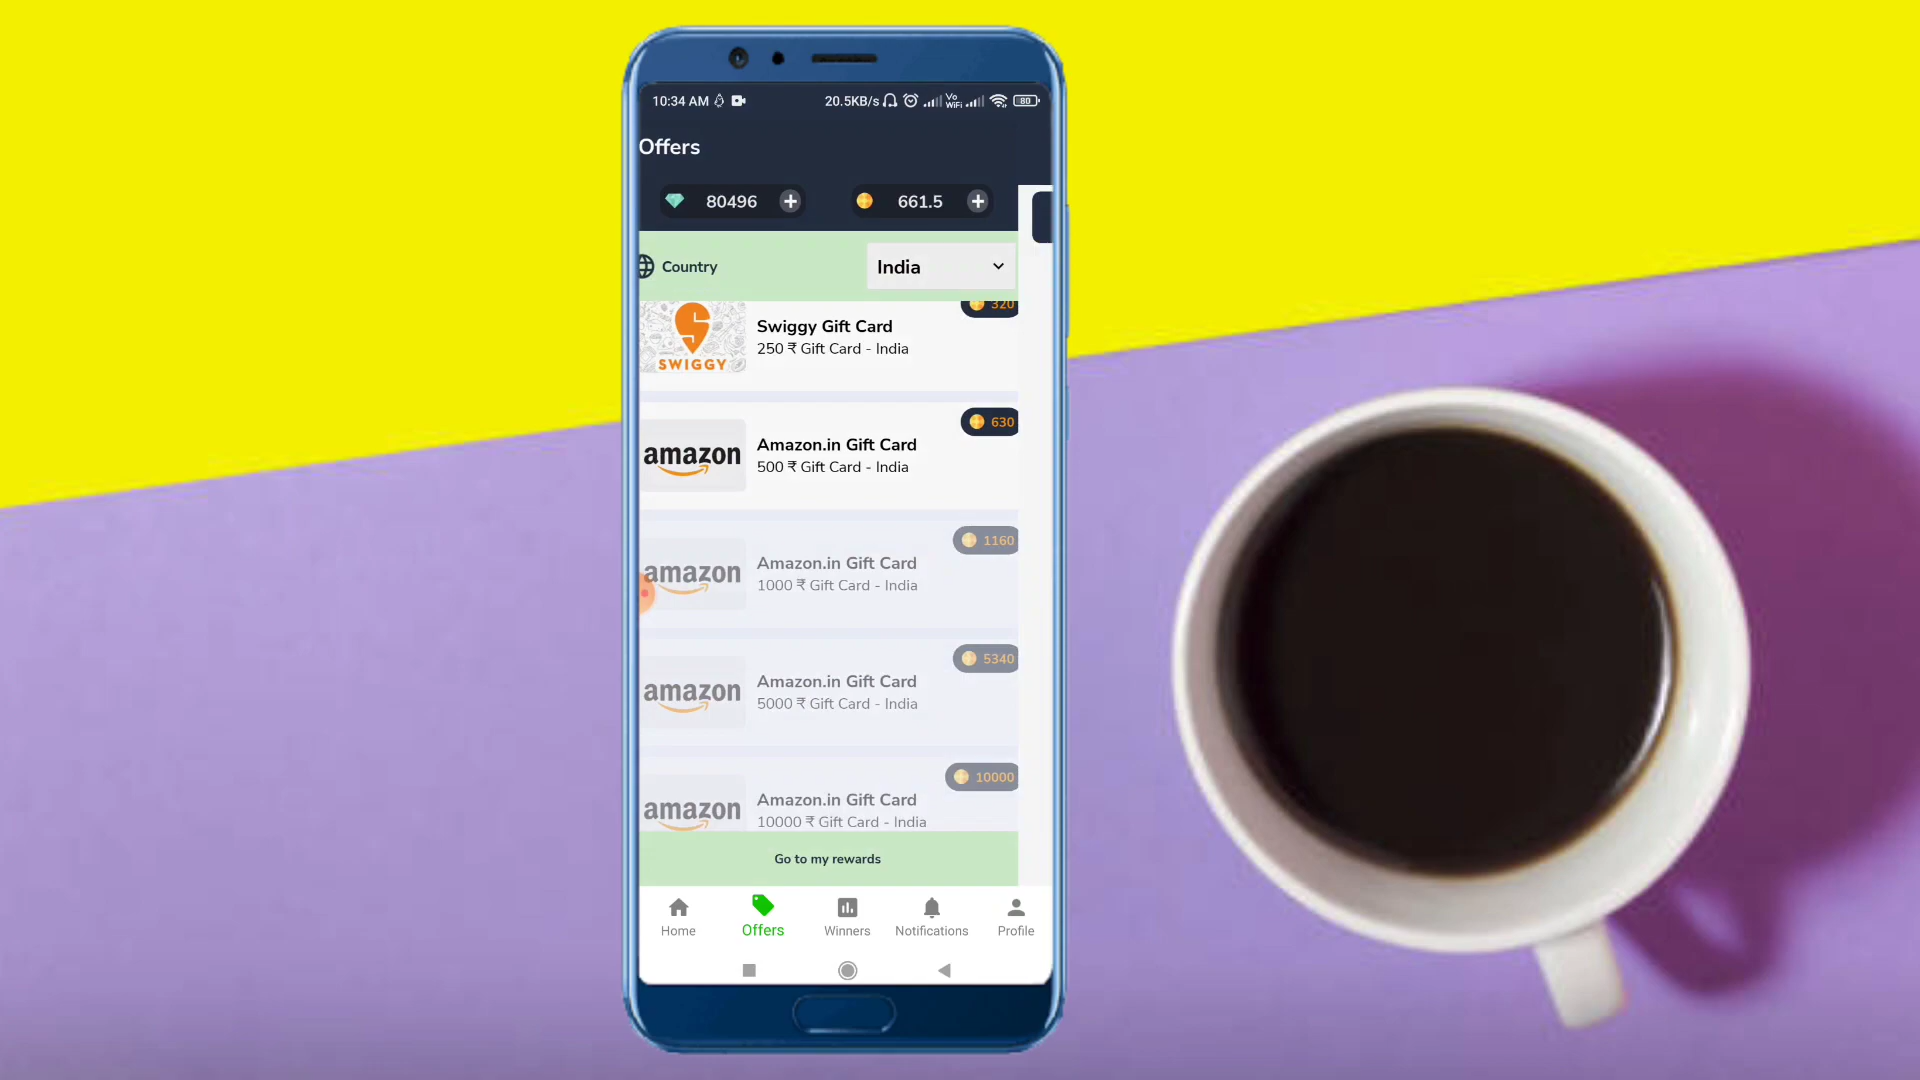 10:34 AM 20.5KB/s Vo WiFi 80
Offers
80496 661.5
Country India
320
Swiggy Gift Card
250 ₹ Gift Card - India
SWIGGY
630
Amazon.in Gift Card
500 ₹ Gift Card - India
amazon
1160
Amazon.in Gift Card
1000 ₹ Gift Card - India
amazon
5340
Amazon.in Gift Card
5000 ₹ Gift Card - India
amazon
10000
Amazon.in Gift Card
10000 ₹ Gift Card - India
amazon
Go to my rewards
Home Offers Winners Notifications Profile